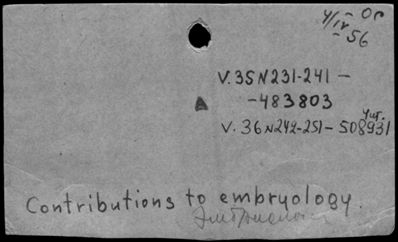 4/IV-56
V. 35 N231-241 —
-483803
V. 36 N242-251- 508931
Contributions to embryology.